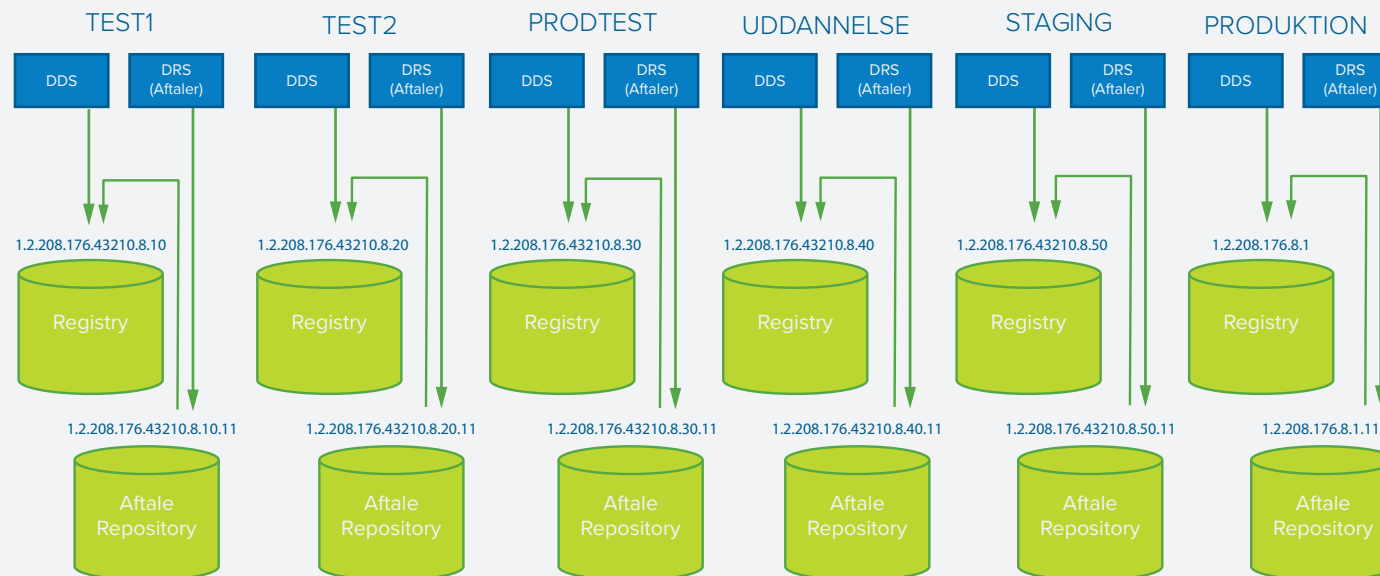 TEST1
TEST2
PRODTEST
UDDANNELSE
STAGING
PRODUKTION
DDS
DRS
(Aftaler)
DDS
DRS
(Aftaler)
DDS
DRS
(Aftaler)
DDS
DRS
(Aftaler)
DDS
DRS
(Aftaler)
DDS
DRS
(Aftaler)
1.2.208.176.43210.8.10
1.2.208.176.43210.8.20
1.2.208.176.43210.8.30
1.2.208.176.43210.8.40
1.2.208.176.43210.8.50
1.2.208.176.8.1
Registry
Registry
Registry
Registry
Registry
Registry
1.2.208.176.43210.8.10.11
1.2.208.176.43210.8.20.11
1.2.208.176.43210.8.30.11
1.2.208.176.43210.8.40.11
1.2.208.176.43210.8.50.11
1.2.208.176.8.1.11
Aftale
Repository
Aftale
Repository
Aftale
Repository
Aftale
Repository
Aftale
Repository
Aftale
Repository